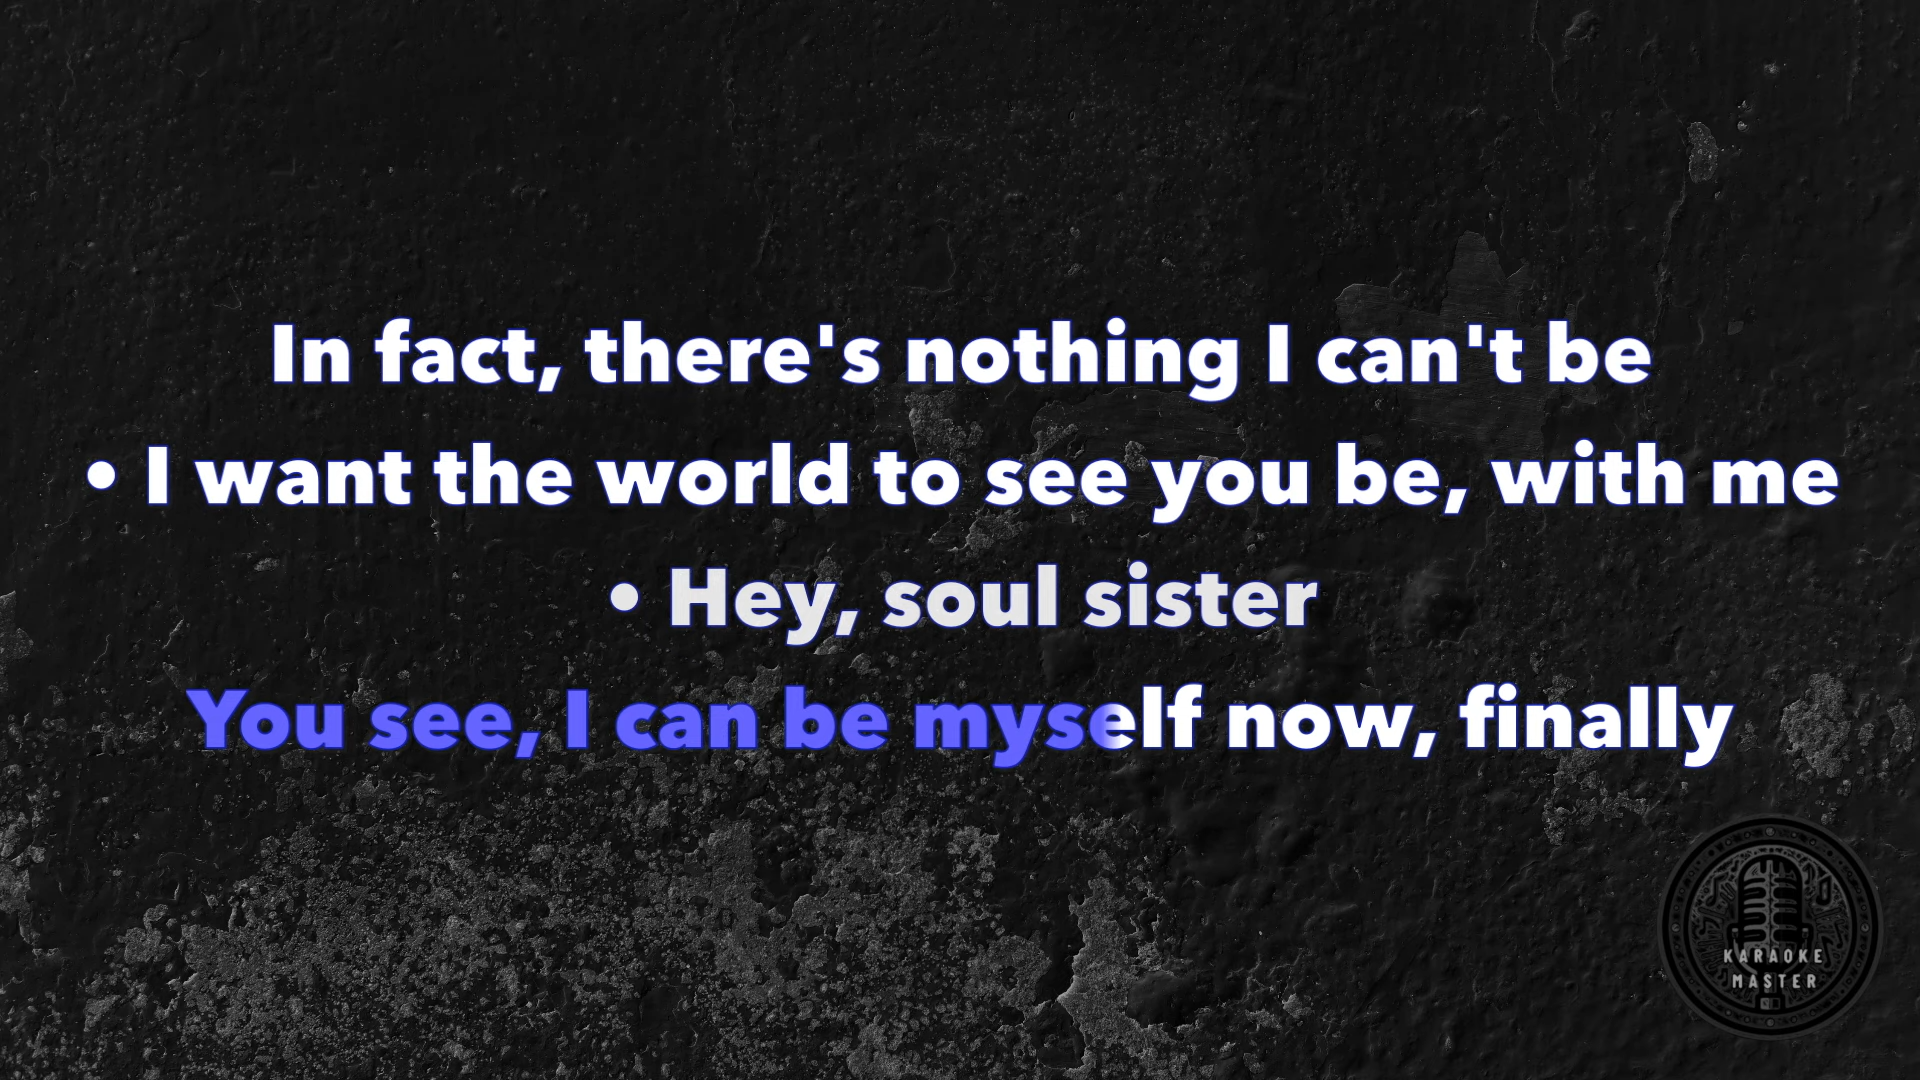 In fact, there's nothing I can't be
• I want the world to see you be, with me
• Hey, soul sister
You see, I can be myself now, finally
KARAOKE
MASTER